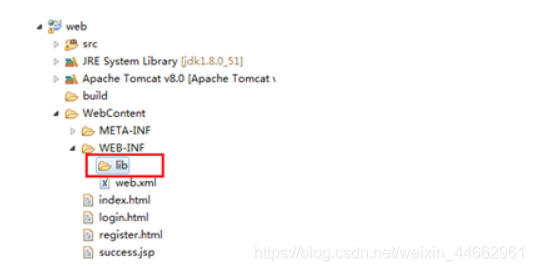 web
src
JRE System Library [jdk1.8.0_51]
Apache Tomcat v8.0 [Apache Tomcat
build
WebContent
META-INF
WEB-INF
lib
web.xml
index.html
login.html
register.html
success.jsp
https://blog.csdn.net/weixin_44662961